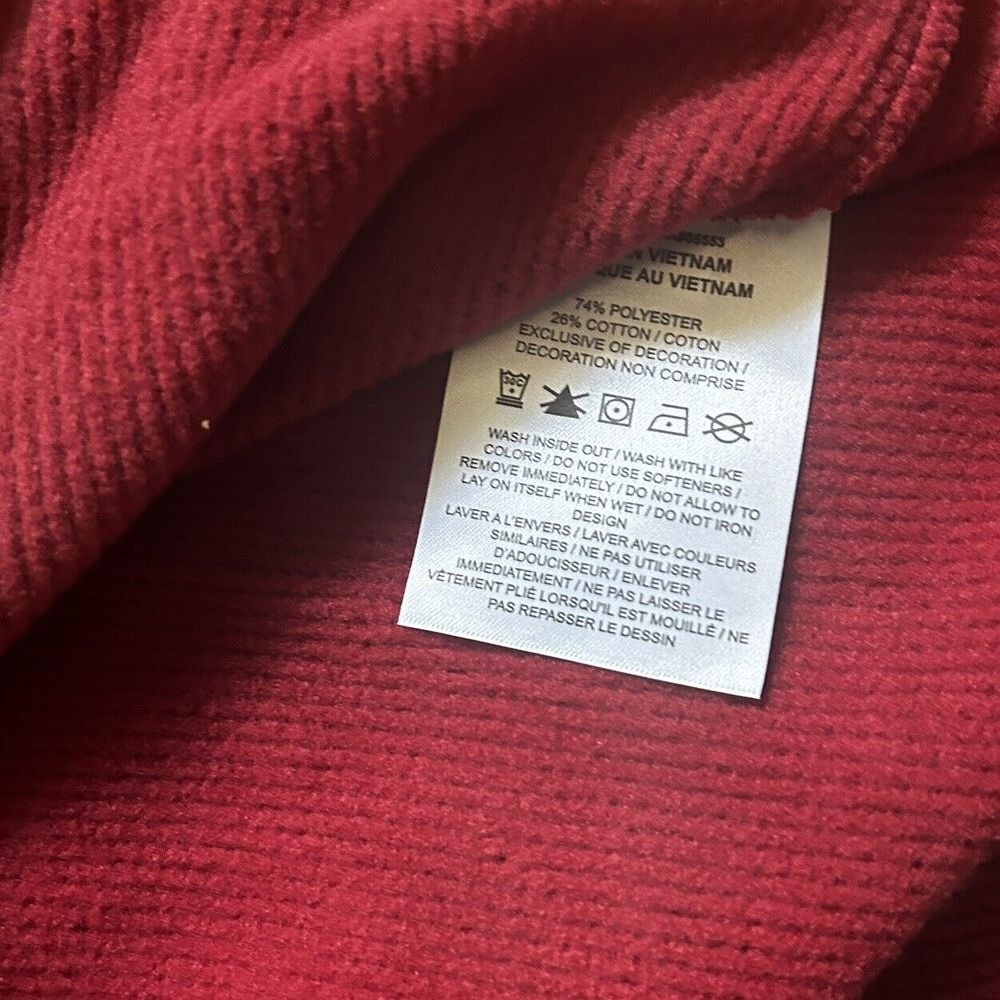 VIETNAM
QUE AU VIETNAM
74% POLYESTER
26% COTTON / COTON
EXCLUSIVE OF DECORATION /
DECORATION NON COMPRISE
30C
WASH INSIDE OUT / WASH WITH LIKE
COLORS / DO NOT USE SOFTENERS /
REMOVE IMMEDIATELY / DO NOT ALLOW TO
LAY ON ITSELF WHEN WET / DO NOT IRON
DESIGN
LAVER A L'ENVERS / LAVER AVEC COULEURS
SIMILAIRES / NE PAS UTILISER
D'ADOUCISSEUR / ENLEVER
IMMEDIATEMENT / NE PAS LAISSER LE
VÊTEMENT PLIÉ LORSQU'IL EST MOUILLÉ / NE
PAS REPASSER LE DESSIN